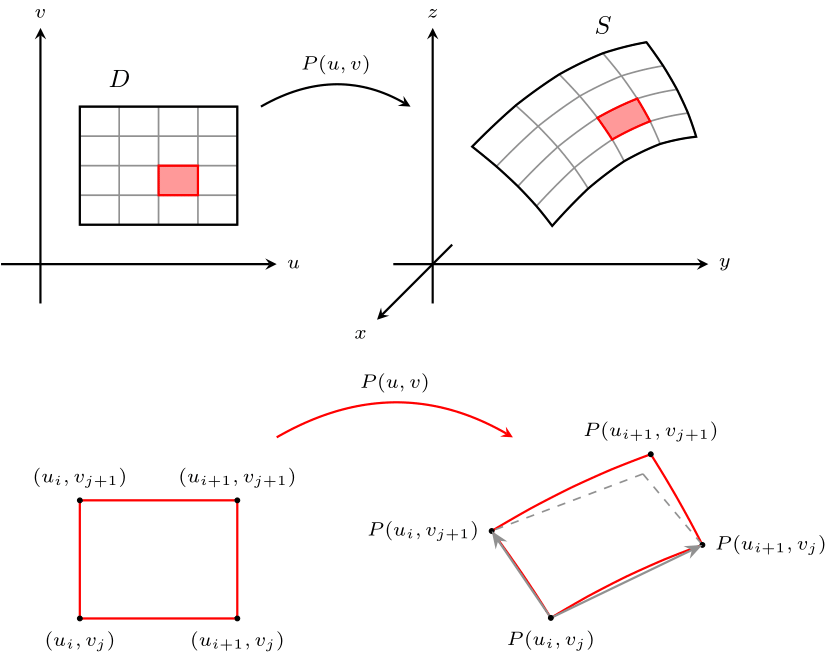 v
z
S
P(u, v)
D
u
y
x
P(u, v)
P(u_{i+1}, v_{j+1})
(u_i, v_{j+1})
(u_{i+1}, v_{j+1})
P(u_i, v_{j+1})
P(u_{i+1}, v_j)
(u_i, v_j)
(u_{i+1}, v_j)
P(u_i, v_j)